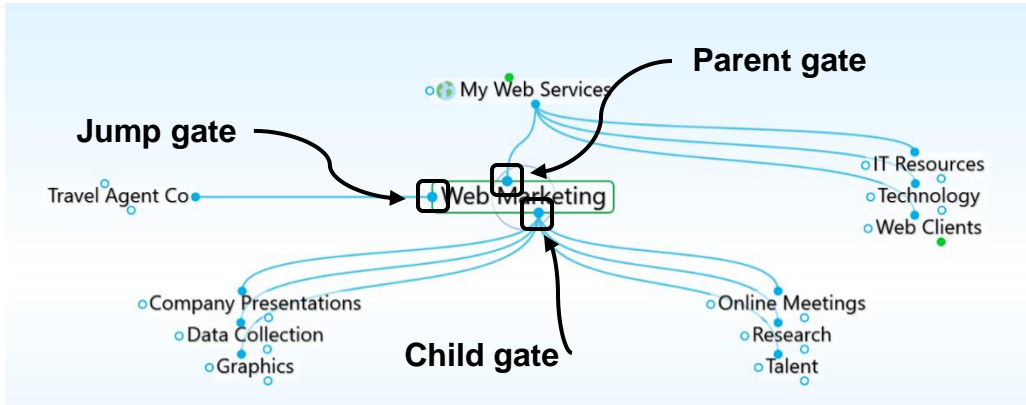 Parent gate
My Web Services
Jump gate
IT Resources
Travel Agent Co
Web Marketing
Technology
Web Clients
Company Presentations
Online Meetings
Data Collection
Research
Child gate
Graphics
Talent